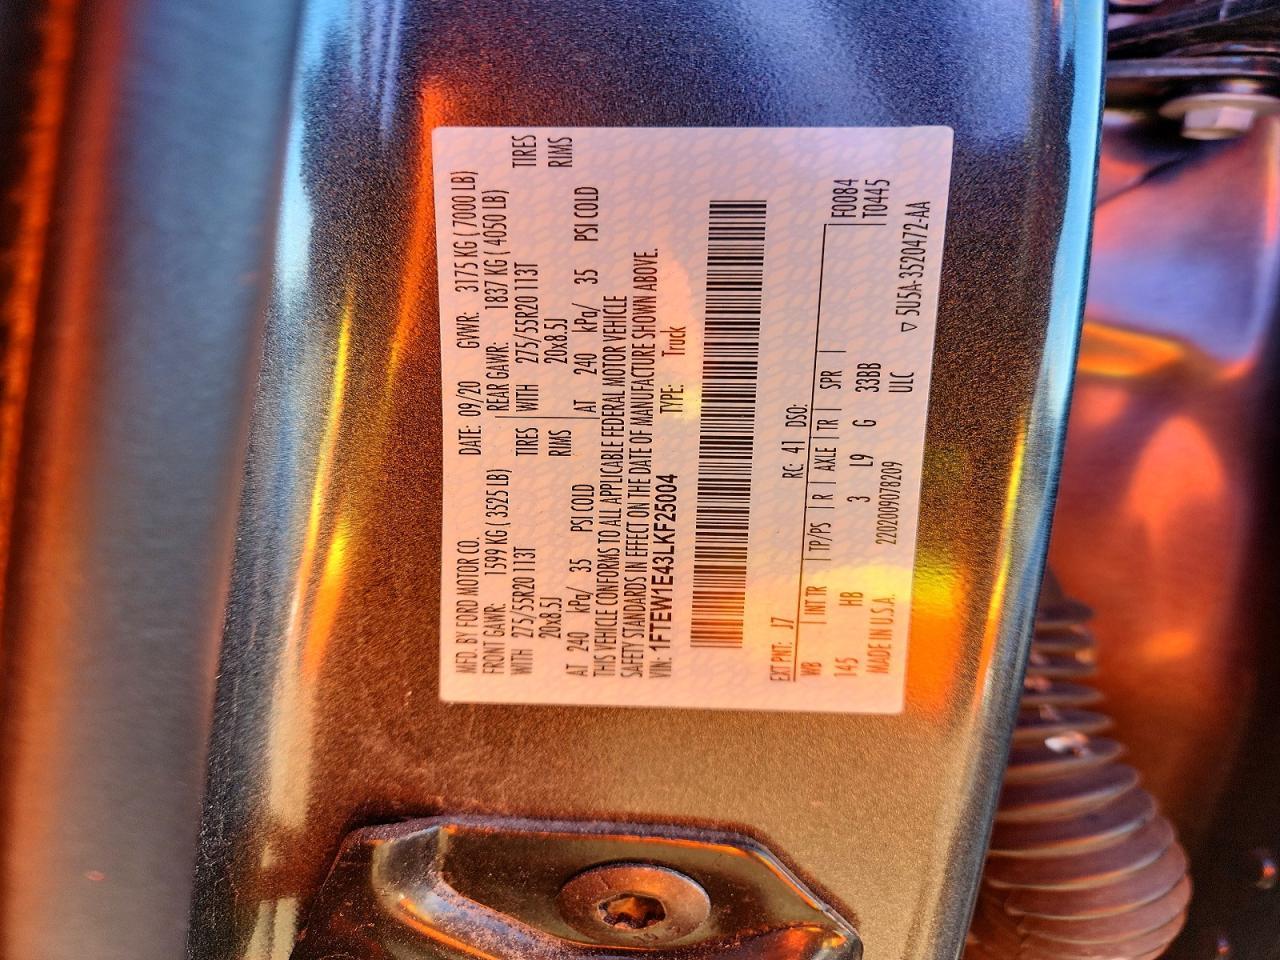 MFD. BY FORD MOTOR CO. DATE: 09/20 GVWR: 3175 KG ( 7000 LB)
FRONT GAWR: 1599 KG ( 3525 LB) REAR GAWR: 1837 KG ( 4050 LB)
WITH 275/55R20 113T TIRES WITH 275/55R20 113T TIRES
20x8.5J RIMS 20x8.5J RIMS
AT 240 kPa/ 35 PSI COLD AT 240 kPa/ 35 PSI COLD
THIS VEHICLE CONFORMS TO ALL APPLICABLE FEDERAL MOTOR VEHICLE
SAFETY STANDARDS IN EFFECT ON THE DATE OF MANUFACTURE SHOWN ABOVE.
VIN: 1FTEW1E43LKF25004 TYPE: Truck
EXT PNT: J7 RC: 41 DSO:
WB INT TR TP/PS R AXLE TR SPR F0084
145 HB 3 L9 G 33BB T0445
MADE IN U.S.A. 220200907B209 ULC
5U5A-3520472-AA